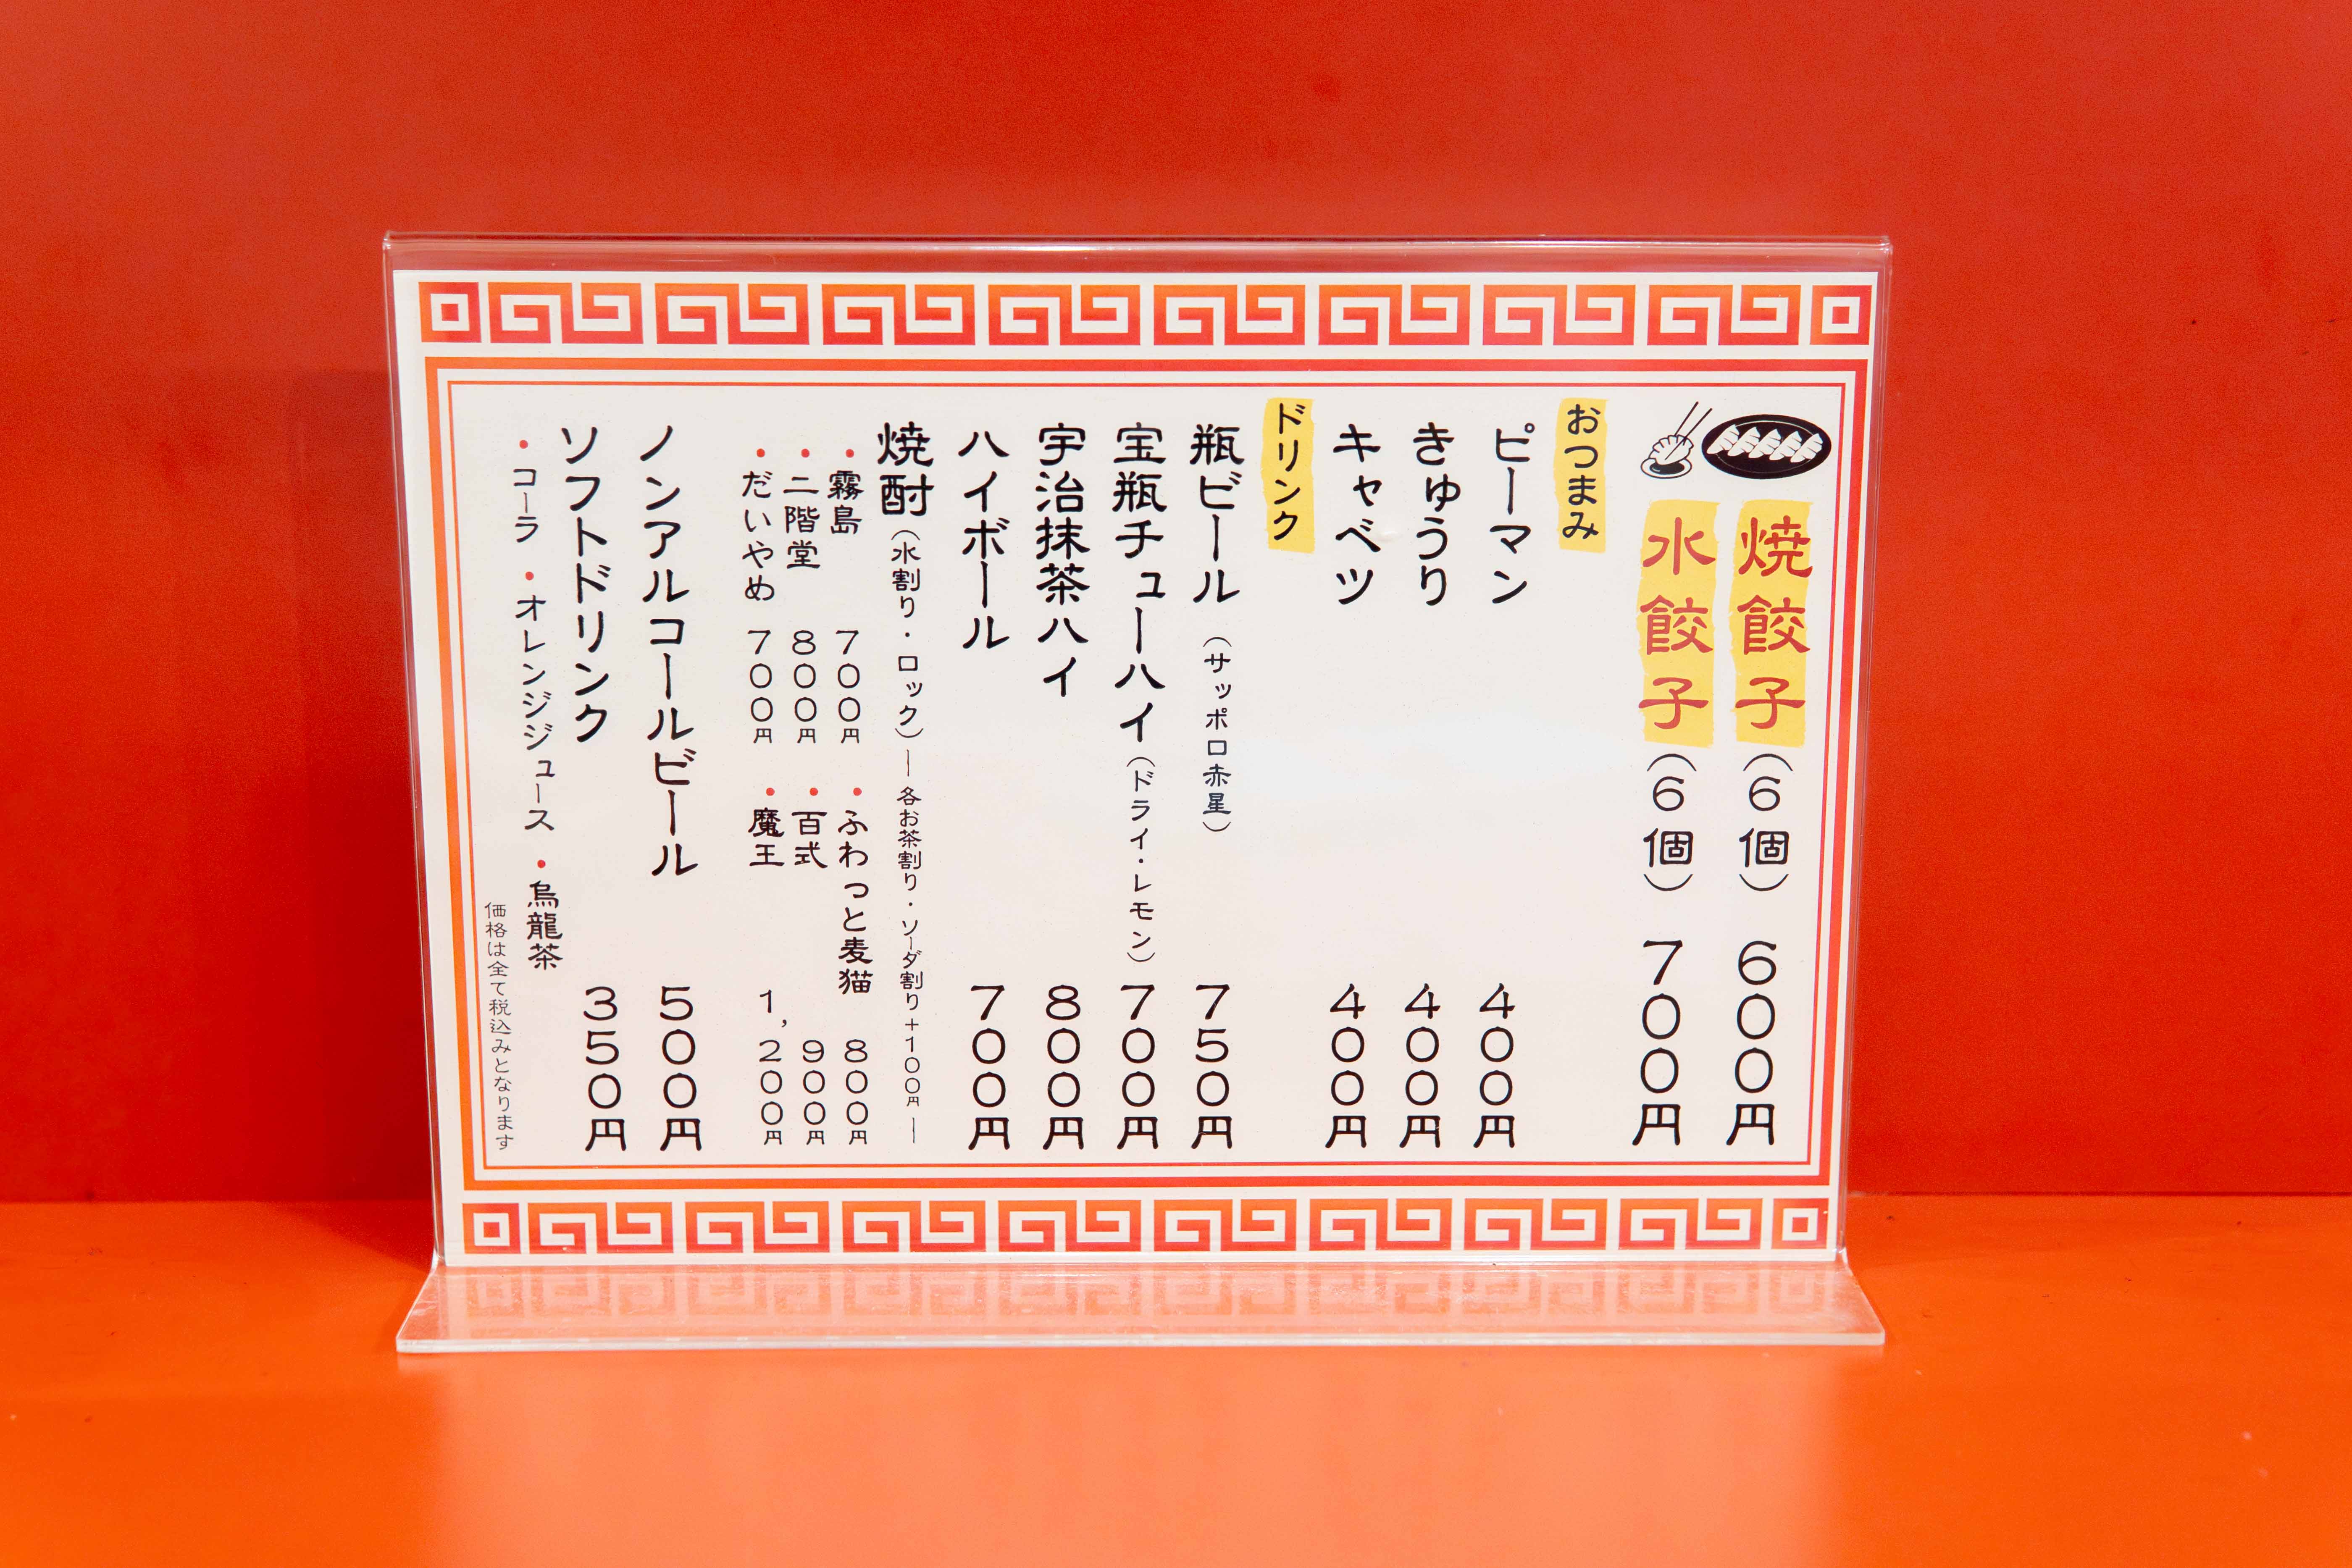 焼餃子(6個) 600円
水餃子(6個) 700円
おつまみ
ピーマン 400円
きゅうり 400円
キャベツ 400円
ドリンク
瓶ビール(サッポロ赤星) 750円
宝瓶チューハイ(ドライ・レモン) 700円
宇治抹茶ハイ 800円
ハイボール 700円
焼酎(水割り・ロック)―各お茶割り・ソーダ割り+100円―
・霧島 700円 ・ふわっと麦猫 800円
・二階堂 800円 ・百式 900円
・だいやめ 700円 ・魔王 1,200円
ノンアルコールビール 500円
ソフトドリンク 350円
・コーラ ・オレンジジュース ・烏龍茶
価格は全て税込みとなります